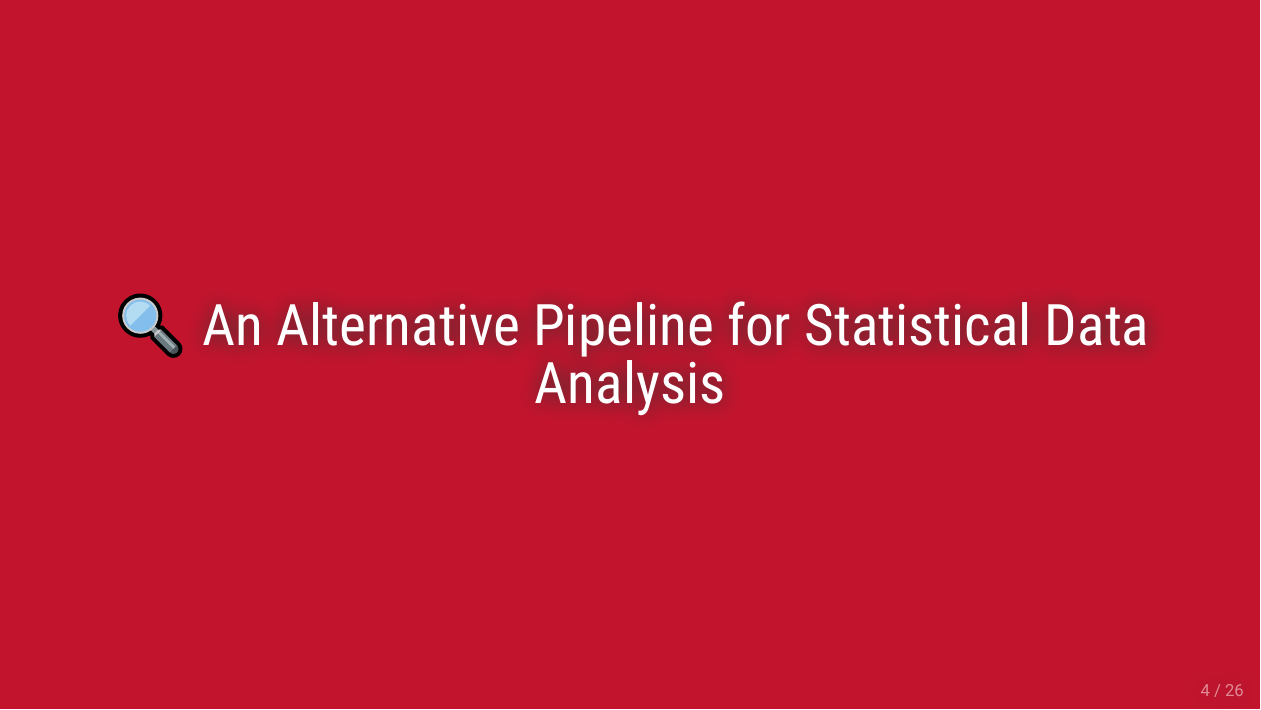 An Alternative Pipeline for Statistical Data
Analysis
4 / 26